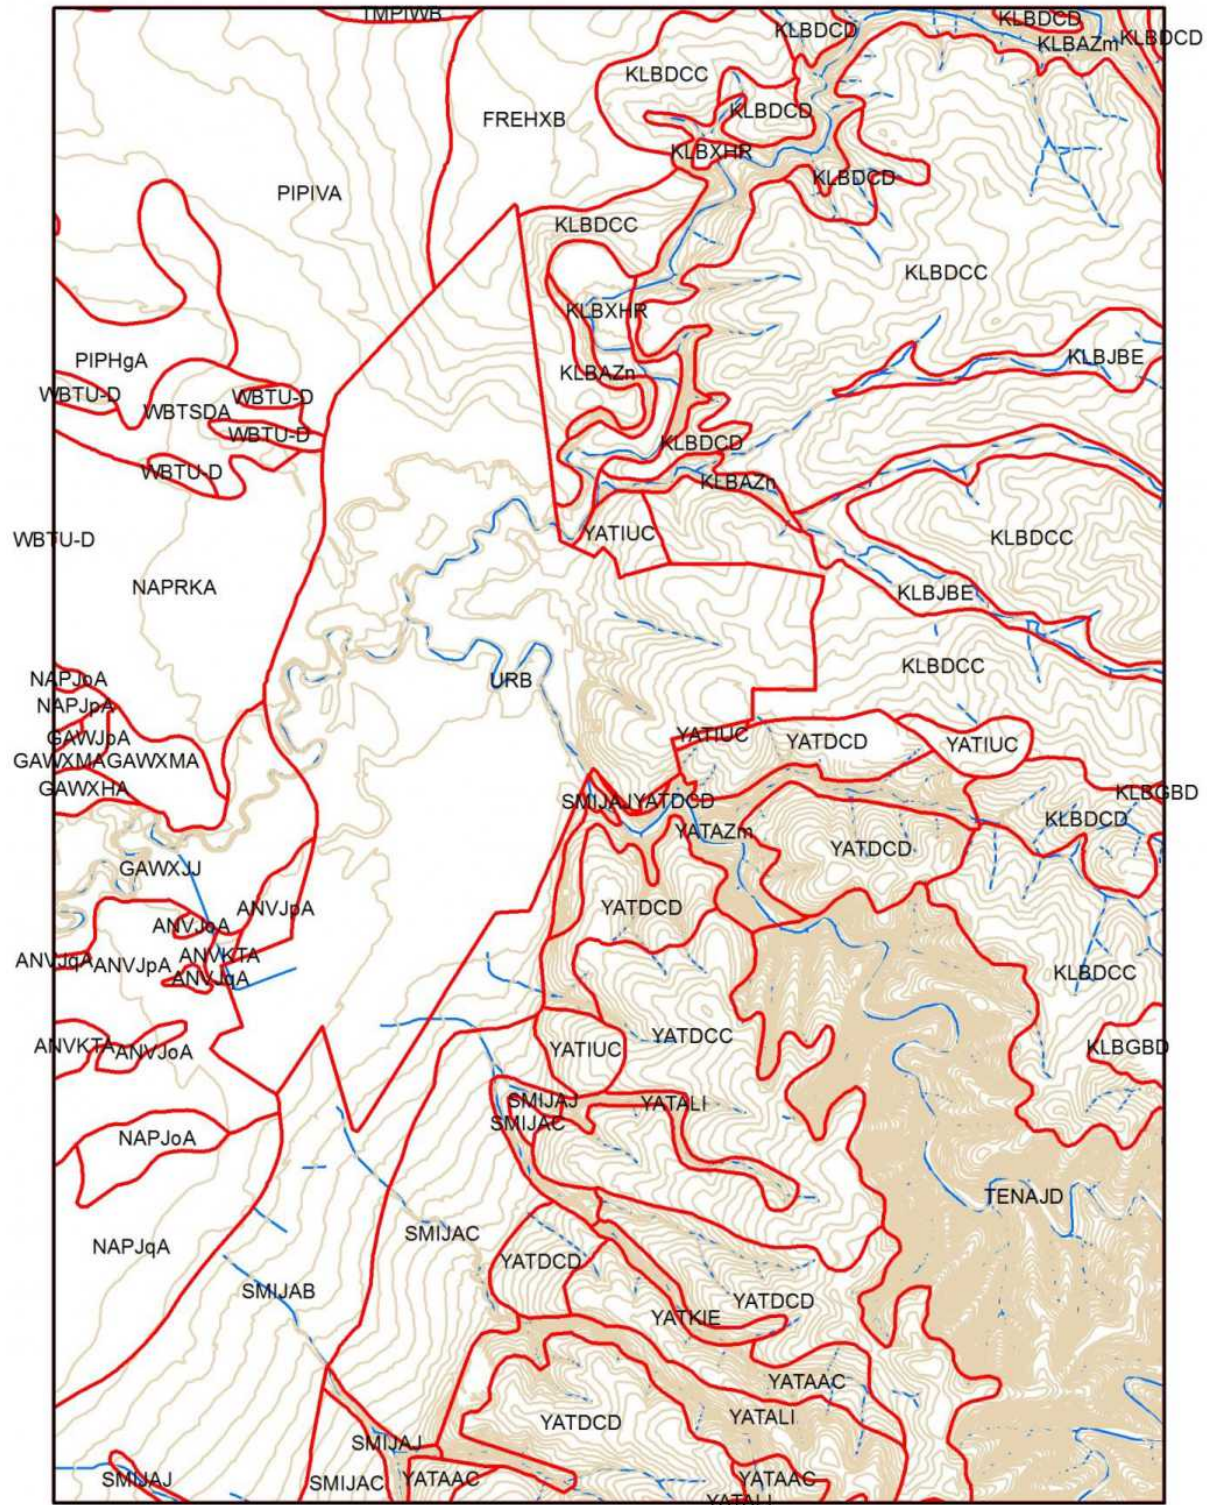 TMPIWB
KLBDCD
KLBDCD
KLBAZm
KLBDCD
KLBDCC
FREHXB
KLBDCD
KLBXHR
KLBDCD
PIPIVA
KLBDCC
KLBDCC
KLBXHR
PIPHgA
KLBJBE
KLBAZn
WBTU-D
WBTSDA
WBTU-D
WBTU-D
KLBDCD
WBTU-D
KLBAZn
YATIUC
WBTU-D
KLBDCC
NAPRKA
KLBJBE
KLBDCC
NAPJoA
URB
NAPJpA
GAWJpA
YATIUC
YATDCD
YATIUC
GAWXMA
GAWXMA
GAWXHA
KLBGBD
SMIJAJ
YATDCD
KLBDCD
YATAZm
YATDCD
GAWXJJ
YATDCD
ANVJpA
ANVJoA
ANVKTA
ANVJqA
ANVJpA
ANVJqA
KLBDCC
YATDCC
ANVKTA
ANVJoA
YATIUC
KLBGBD
SMIJAJ
YATALI
SMIJAC
NAPJoA
TENAJD
SMIJAC
NAPJqA
YATDCD
SMIJAB
YATDCD
YATKIE
YATAAC
YATDCD
YATALI
SMIJAJ
SMIJAJ
SMIJAC
YATAAC
YATAAC
YATALI